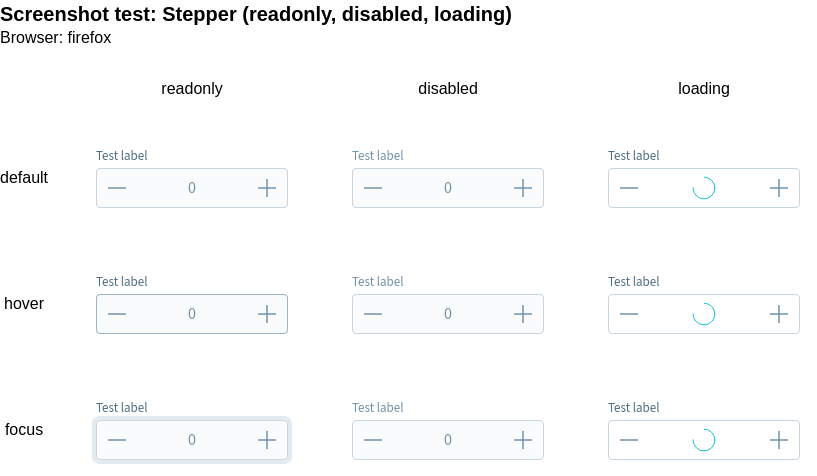 Screenshot test: Stepper (readonly, disabled, loading)
Browser: firefox
readonly disabled loading
Test label Test label Test label
default 0 0
Test label Test label Test label
hover 0 0
Test label Test label Test label
focus 0 0